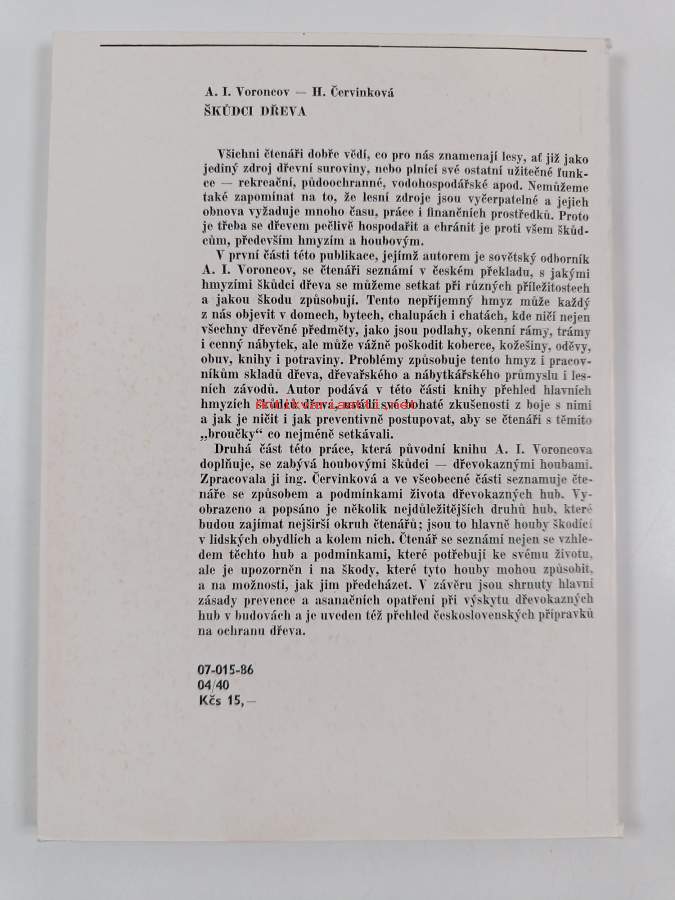 A. I. Voroncov — H. Červinková
ŠKŮDCI DŘEVA
Všichni čtenáři dobře vědí, co pro nás znamenají lesy, ať již jako
jediný zdroj dřevní suroviny, nebo plnící své ostatní užitečné funk-
ce — rekreační, půdoochranné, vodohospodářské apod. Nemůžeme
také zapomínat na to, že lesní zdroje jsou vyčerpatelné a jejich
obnova vyžaduje mnoho času, práce i finančních prostředků. Proto
je třeba se dřevem pečlivě hospodařit a chránit je proti všem škůd-
cům, především hmyzím a houbovým.
V první části této publikace, jejímž autorem je sovětský odborník
A. I. Voroncov, se čtenáři seznámí v českém překladu, s jakými
hmyzími škůdci dřeva se můžeme setkat při různých příležitostech
a jakou škodu způsobují. Tento nepříjemný hmyz může každý
z nás objevit v domech, bytech, chalupách i chatách, kde ničí nejen
všechny dřevěné předměty, jako jsou podlahy, okenní rámy, trámy
i cenný nábytek, ale může vážně poškodit koberce, kožešiny, oděvy,
obuv, knihy i potraviny. Problémy způsobuje tento hmyz i pracov-
níkům skladů dřeva, dřevařského a nábytkářského průmyslu i les-
ních závodů. Autor podává v této části knihy přehled hlavních
hmyzích škůdců dřeva, uvádí své bohaté zkušenosti z boje s nimi
a jak je ničit i jak preventivně postupovat, aby se čtenáři s těmito
„broučky“ co nejméně setkávali.
Druhá část této práce, která původní knihu A. I. Voroncova
doplňuje, se zabývá houbovými škůdci — dřevokaznými houbami.
Zpracovala ji ing. Červinková a ve všeobecné části seznamuje čte-
náře se způsobem a podmínkami života dřevokazných hub. Vy-
obrazeno a popsáno je několik nejdůležitějších druhů hub, které
budou zajímat nejširší okruh čtenářů; jsou to hlavně houby škodící
v lidských obydlích a kolem nich. Čtenář se seznámí nejen se vzhle-
dem těchto hub a podmínkami, které potřebují ke svému životu,
ale je upozorněn i na škody, které tyto houby mohou způsobit,
a na možnosti, jak jim předcházet. V závěru jsou shrnuty hlavní
zásady prevence a asanačních opatření při výskytu dřevokazných
hub v budovách a je uveden též přehled československých přípravků
na ochranu dřeva.
07-015-86
04/40
Kčs 15,—